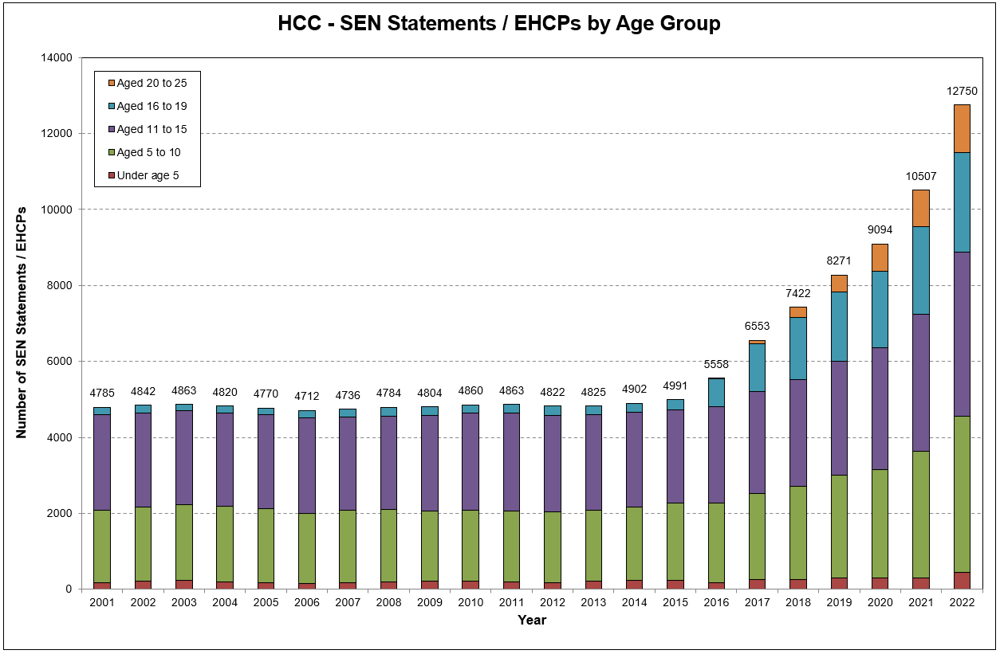 HCC - SEN Statements / EHCPs by Age Group
14000
12000
10000
8000
6000
4000
2000
0
Number of SEN Statements / EHCPs
Aged 20 to 25
Aged 16 to 19
Aged 11 to 15
Aged 5 to 10
Under age 5
4785 4842 4863 4820 4770 4712 4736 4784 4804 4860 4863 4822 4825 4902 4991 5558 6553 7422 8271 9094 10507 12750
2001 2002 2003 2004 2005 2006 2007 2008 2009 2010 2011 2012 2013 2014 2015 2016 2017 2018 2019 2020 2021 2022
Year